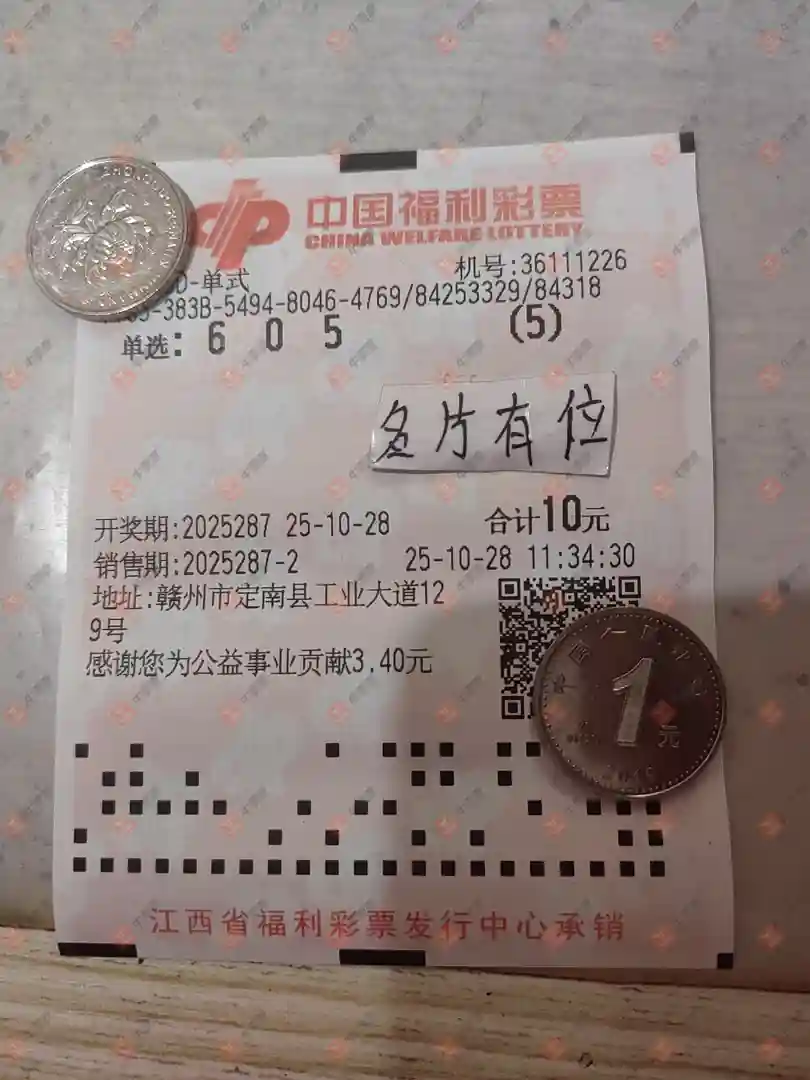 中国福利彩票
CHINA WELFARE LOTTERY
D-单式
机号:36111226
-383B-5494-8046-4769/84253329/84318
单选: 6 0 5 (5)
名片有位
开奖期:2025287 25-10-28 合计10元
销售期:2025287-2 25-10-28 11:34:30
地址:赣州市定南县工业大道12
9号
感谢您为公益事业贡献3.40元
1
元
江西省福利彩票发行中心承销